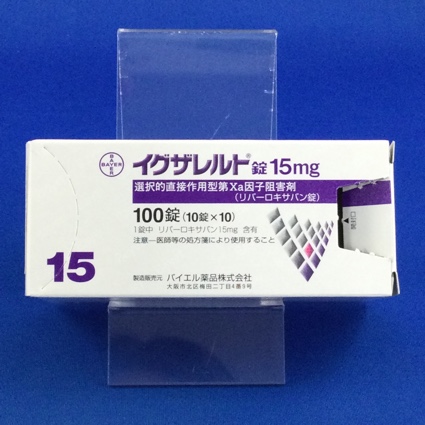 BAYER
イグザレルト®錠15mg
選択的直接作用型第Xa因子阻害剤
(リバーロキサバン錠)
100錠(10錠×10)
1錠中 リバーロキサバン15mg 含有
注意―医師等の処方箋により使用すること
開封口
15
製造販売元 バイエル薬品株式会社
大阪市北区梅田二丁目4番9号